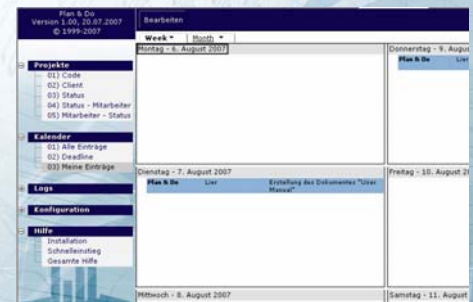 Plan & Do
Version 1.00, 20.07.2007
© 1999-2007
Projekte
01) Code
02) Client
03) Status
04) Status - Mitarbeiter
05) Mitarbeiter - Status
Kalender
01) Alle Einträge
02) Deadline
03) Meine Einträge
Logs
Konfiguration
Hilfe
Installation
Schnelleinstieg
Gesamte Hilfe
Bearbeiten
Week Month
Montag - 6. August 2007
Donnerstag - 9. Augus
Plan & Do Lier
Dienstag - 7. August 2007
Freitag - 10. August 2
Plan & Do Lier Erstellung des Dokumentes "User
Manual"
Mittwoch - 8. August 2007
Samstag - 11. August